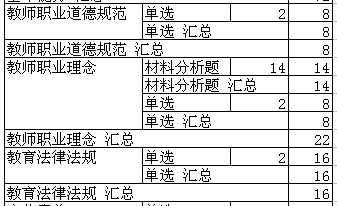 教师职业道德规范 单选 2 8
单选 汇总 8
教师职业道德规范 汇总 8
教师职业理念 材料分析题 14 14
材料分析题 汇总 14
单选 2 8
单选 汇总 8
教师职业理念 汇总 22
教育法律法规 单选 2 16
单选 汇总 16
教育法律法规 汇总 16